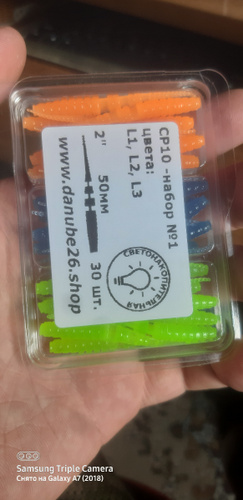 СР10 -набор №1
цвета:
L1, L2, L3
2" 50мм 30 шт.
www.danube26.shop
СВЕТОНАКОПИТЕЛЬНАЯ
Samsung Triple Camera
Снято на Galaxy A7 (2018)